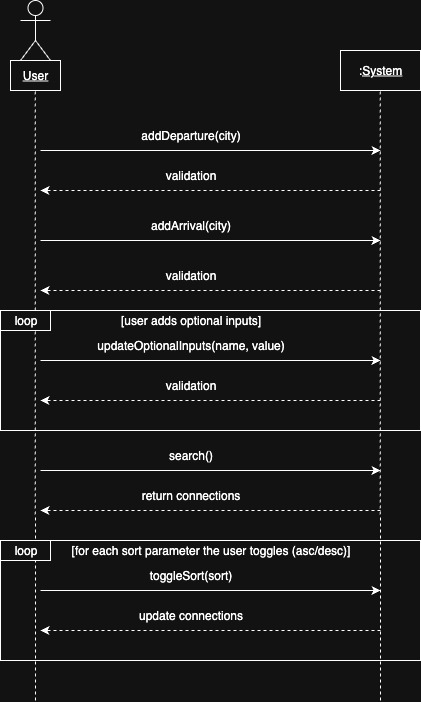 User
:System
addDeparture(city)
validation
addArrival(city)
validation
loop
[user adds optional inputs]
updateOptionalInputs(name, value)
validation
search()
return connections
loop
[for each sort parameter the user toggles (asc/desc)]
toggleSort(sort)
update connections